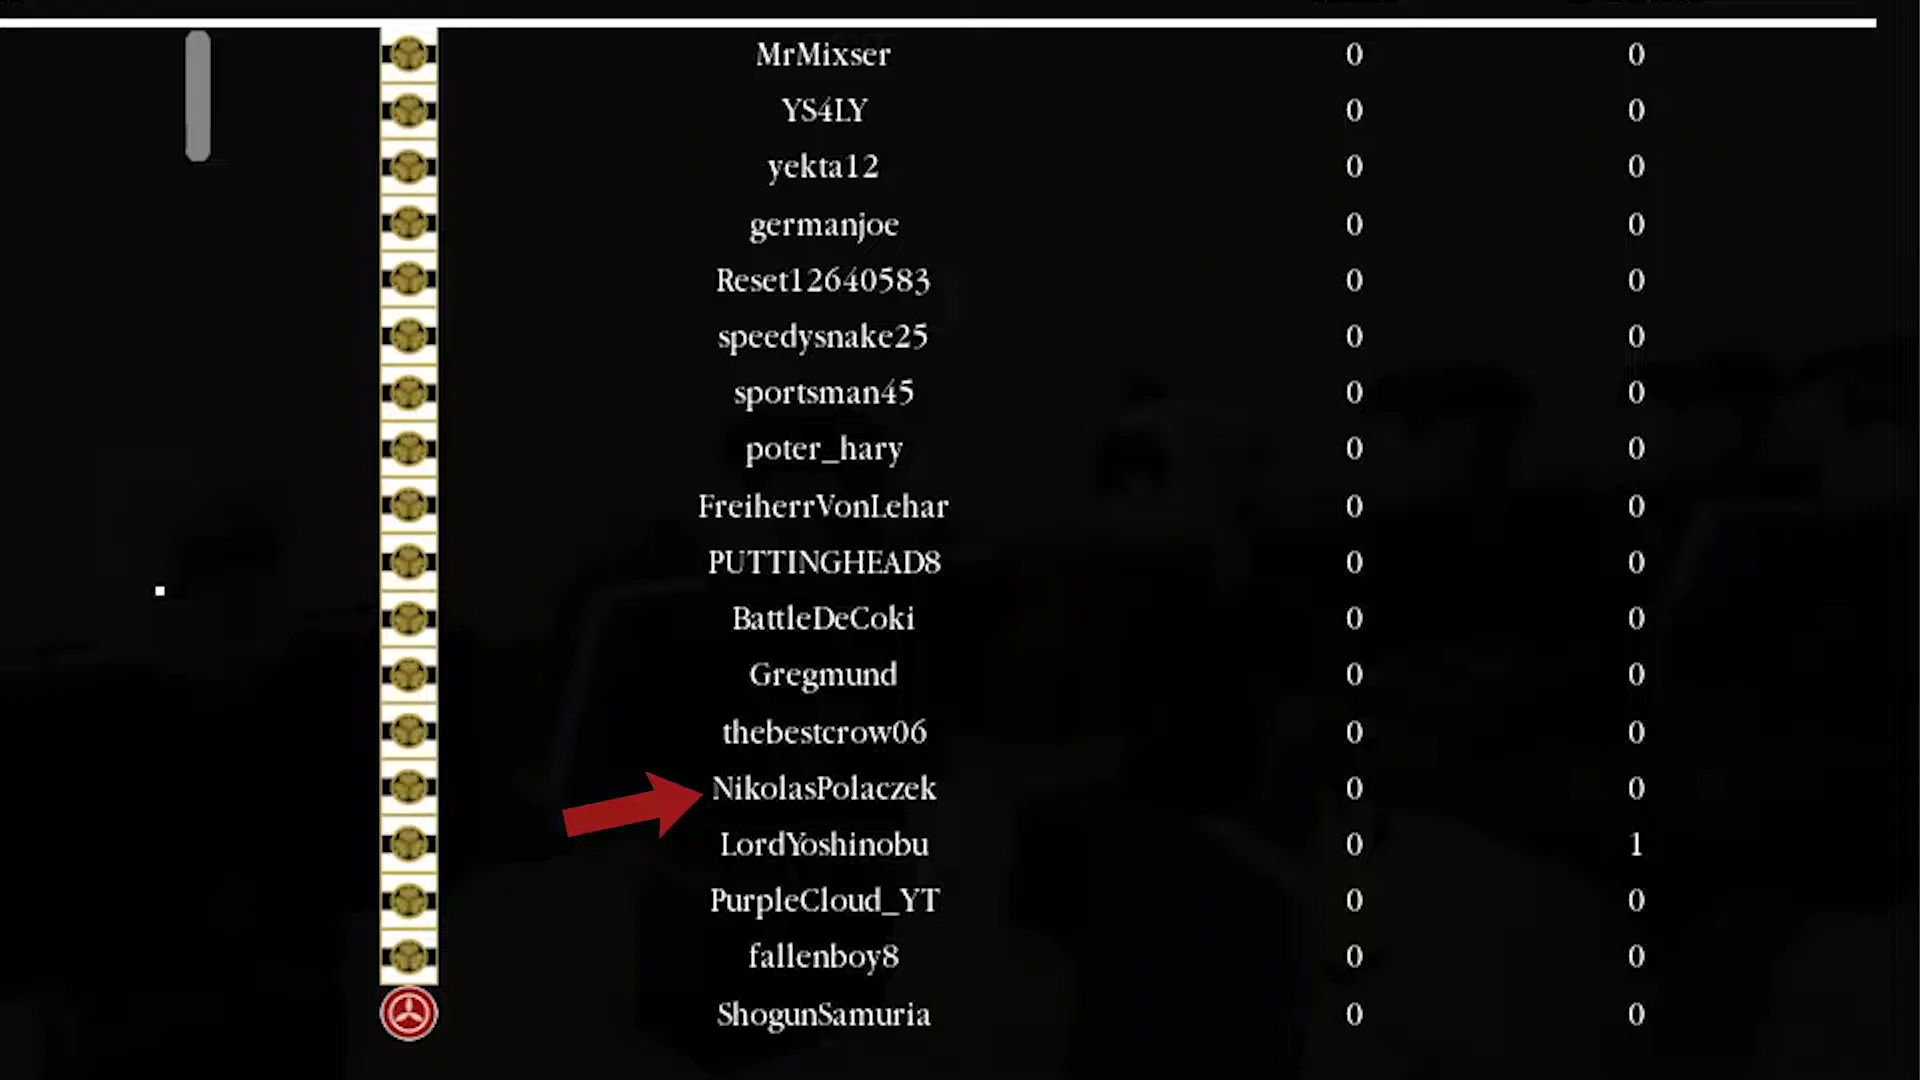 MrMixser 0 0
YS4LY 0 0
yekta12 0 0
germanjoe 0 0
Reset12640583 0 0
speedysnake25 0 0
sportsman45 0 0
poter_hary 0 0
FreiherrVonLehar 0 0
PUTTINGHEAD8 0 0
BattleDeCoki 0 0
Gregmund 0 0
thebestcrow06 0 0
NikolasPolaczek 0 0
LordYoshinobu 0 1
PurpleCloud_YT 0 0
fallenboy8 0 0
ShogunSamuria 0 0